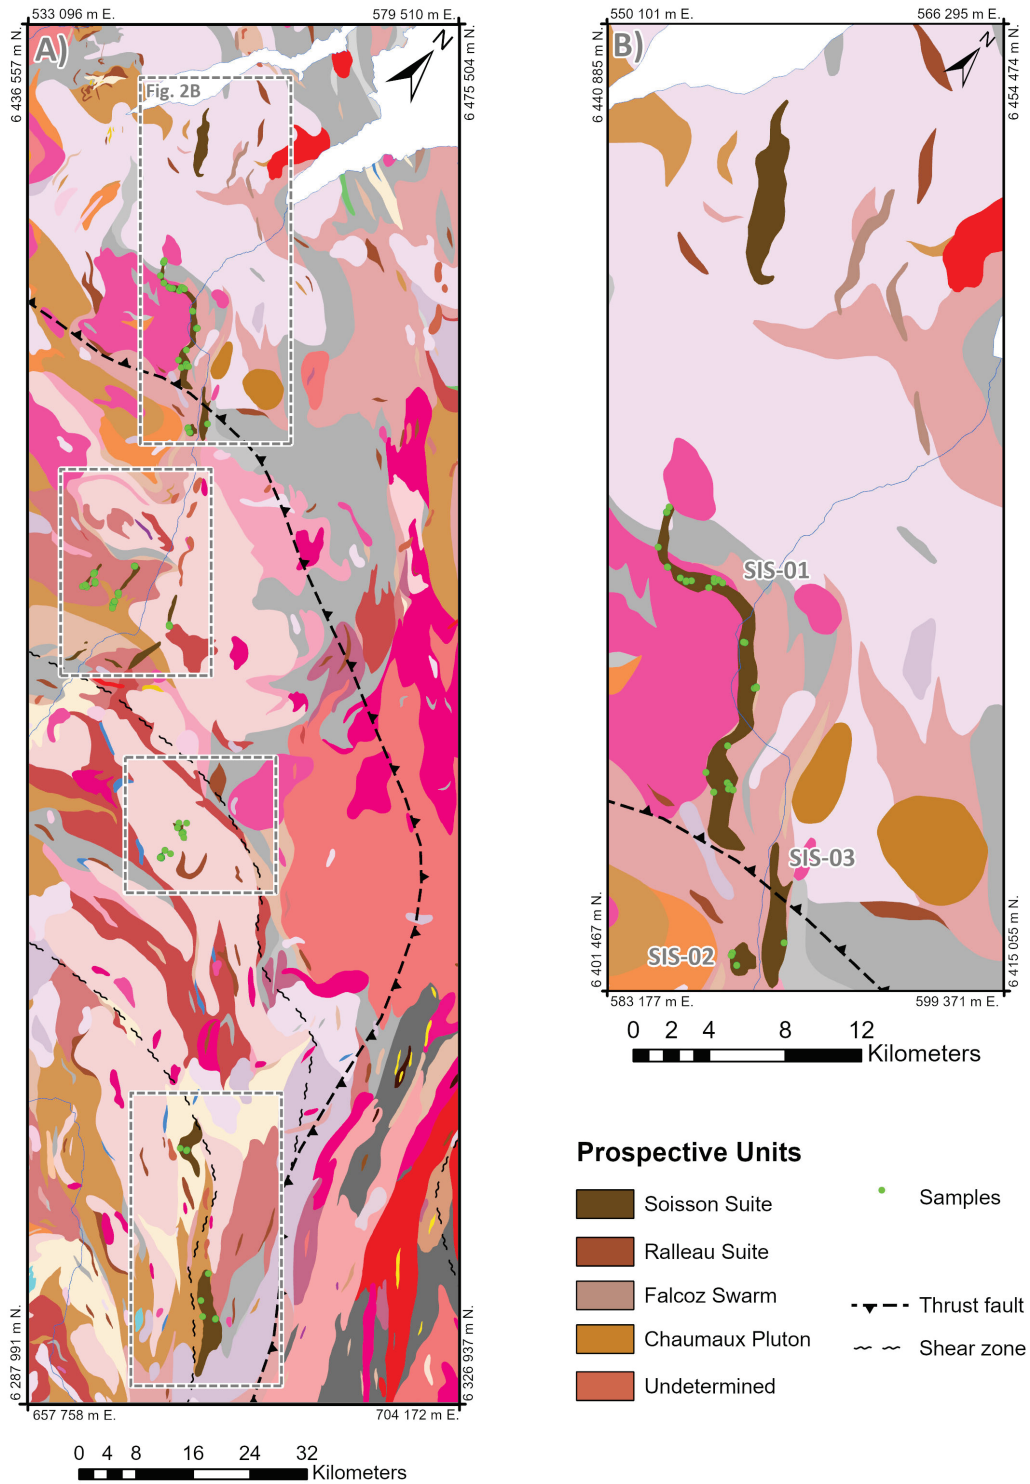 533 096 m E.
579 510 m E.
550 101 m E.
566 295 m E.
6 436 557 m N.
A)
N
6 475 504 m N.
6 440 885 m N.
B)
N
6 454 474 m N.
Fig. 2B
SIS-01
SIS-03
SIS-02
6 401 467 m N.
6 415 055 m N.
583 177 m E.
599 371 m E.
0 2 4 8 12
Kilometers
Prospective Units
Soisson Suite
Samples
Ralleau Suite
Falcoz Swarm
Thrust fault
Chaumaux Pluton
Shear zone
Undetermined
6 287 991 m N.
6 326 937 m N.
657 758 m E.
704 172 m E.
0 4 8 16 24 32
Kilometers